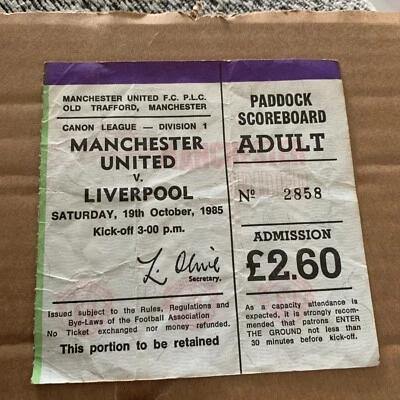 MANCHESTER UNITED F.C. P.L.C.
OLD TRAFFORD, MANCHESTER
CANON LEAGUE — DIVISION 1
MANCHESTER
UNITED
v.
LIVERPOOL
SATURDAY, 19th October, 1985
Kick-off 3-00 p.m.
Secretary.
Issued subject to the Rules, Regulations and
Bye-Laws of the Football Association
No Ticket exchanged nor money refunded.
This portion to be retained
PADDOCK
SCOREBOARD
ADULT
Nº 2858
ADMISSION
£2.60
As a capacity attendance is
expected, it is strongly recom-
mended that patrons ENTER
THE GROUND not less than
30 minutes before kick-off.